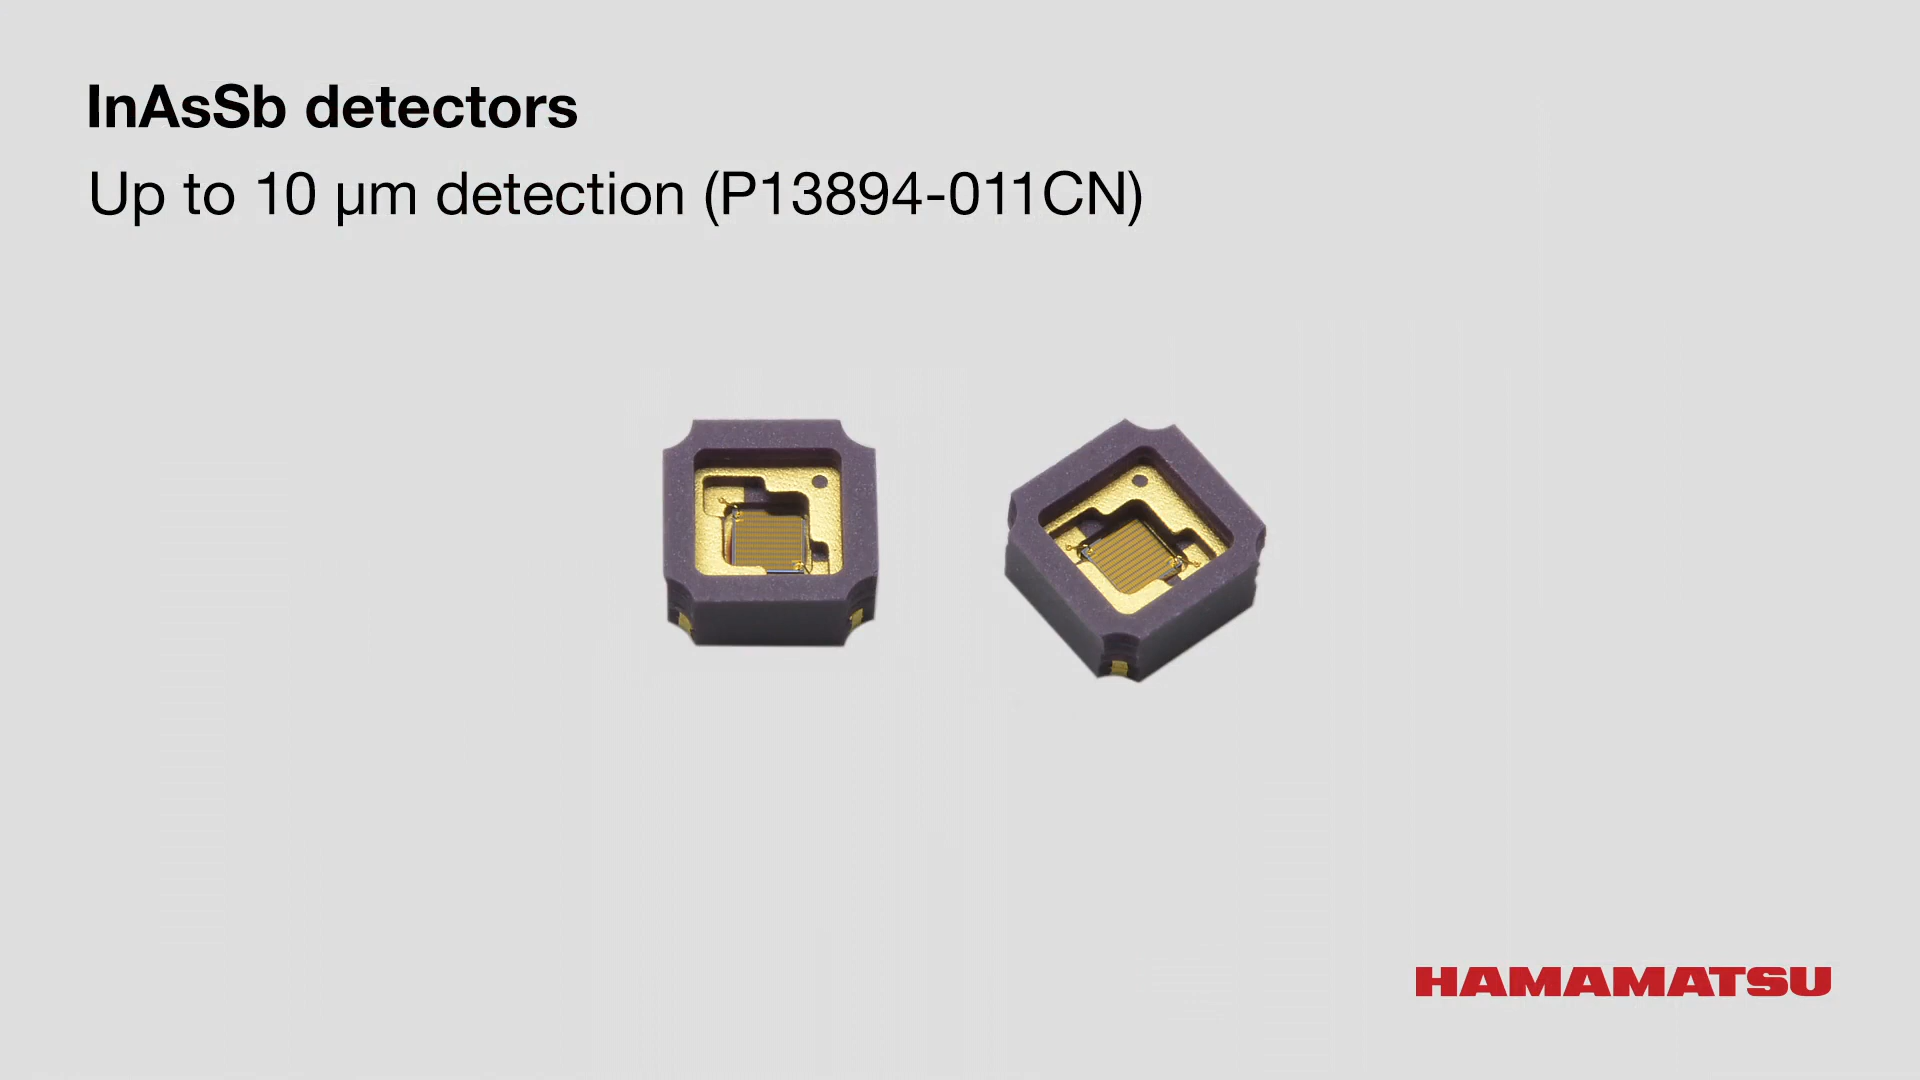 InAsSb detectors
Up to 10 µm detection (P13894-011CN)
HAMAMATSU